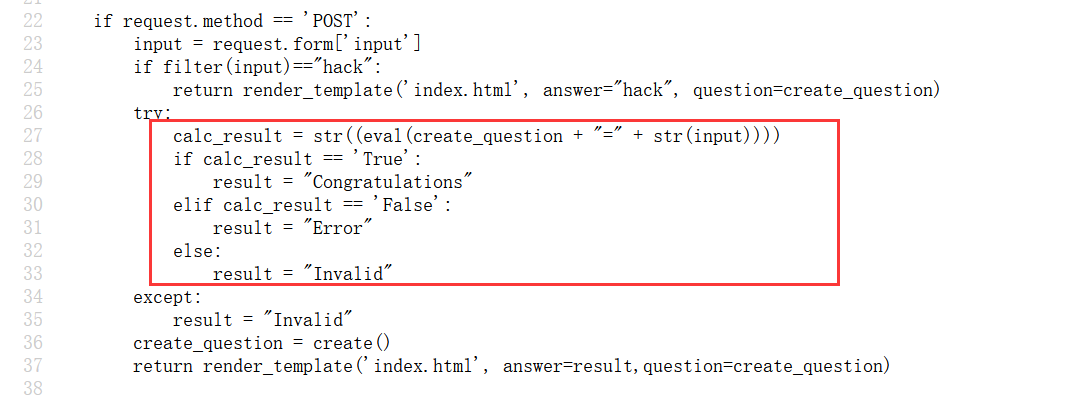 22 if request.method == 'POST':
23 input = request.form['input']
24 if filter(input)=="hack":
25 return render_template('index.html', answer="hack", question=create_question)
26 try:
27 calc_result = str((eval(create_question + "=" + str(input))))
28 if calc_result == 'True':
29 result = "Congratulations"
30 elif calc_result == 'False':
31 result = "Error"
32 else:
33 result = "Invalid"
34 except:
35 result = "Invalid"
36 create_question = create()
37 return render_template('index.html', answer=result,question=create_question)
38